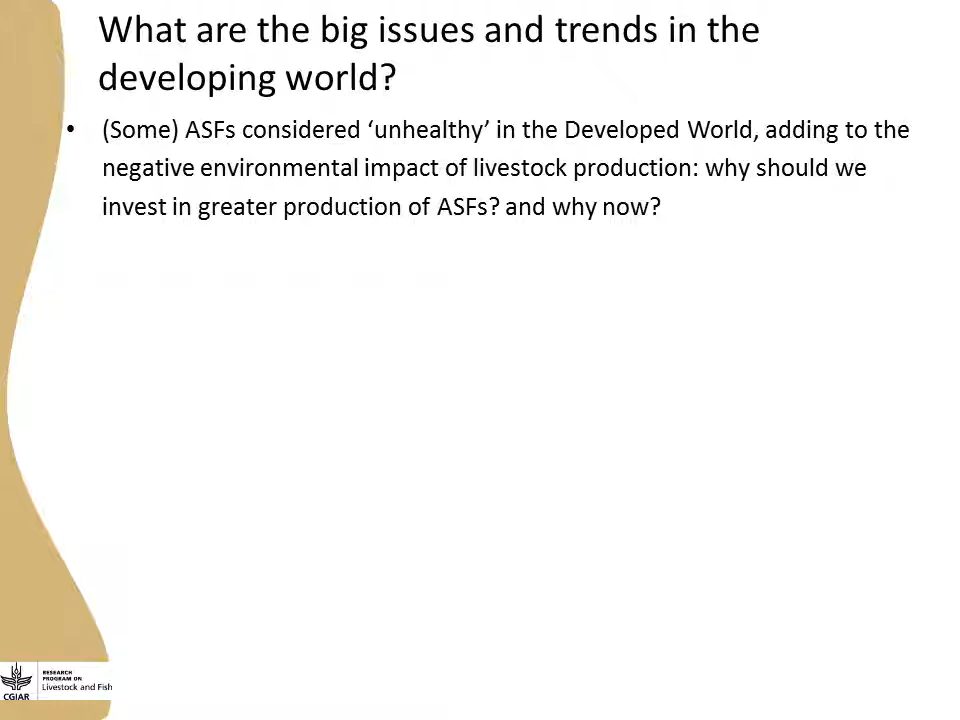 What are the big issues and trends in the
developing world?
• (Some) ASFs considered ‘unhealthy’ in the Developed World, adding to the
negative environmental impact of livestock production: why should we
invest in greater production of ASFs? and why now?
RESEARCH
PROGRAM ON
Livestock and Fish
CGIAR